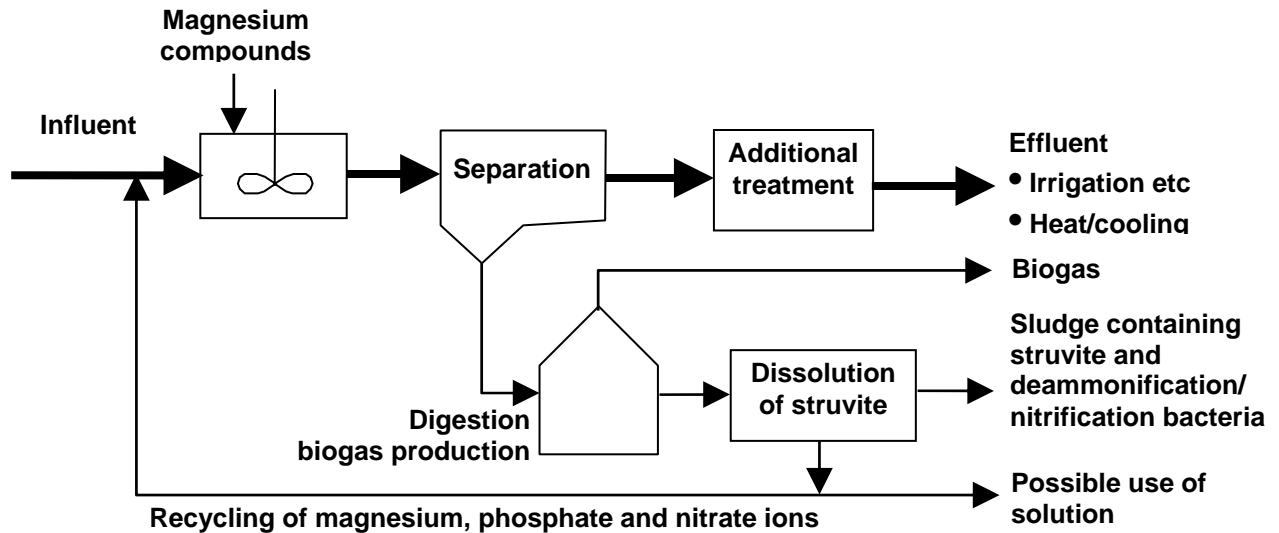 Magnesium
compounds
Influent
Separation
Additional
treatment
Effluent
• Irrigation etc
• Heat/cooling
Biogas
Sludge containing
struvite and
deammonification/
nitrification bacteria
Dissolution
of struvite
Digestion
biogas production
Possible use of
solution
Recycling of magnesium, phosphate and nitrate ions